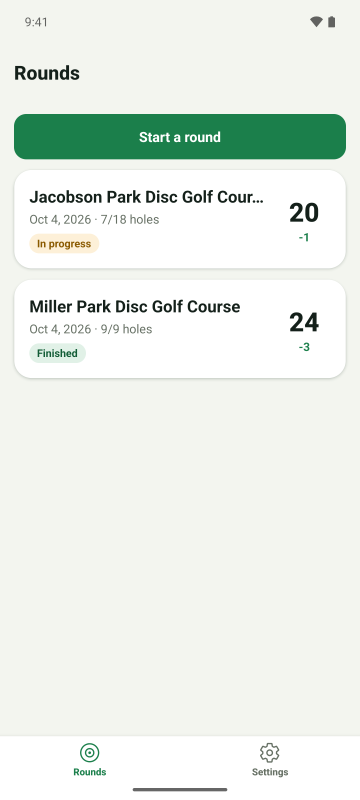 9:41
Rounds
Start a round
Jacobson Park Disc Golf Cour...
Oct 4, 2026 · 7/18 holes
In progress
20
-1
Miller Park Disc Golf Course
Oct 4, 2026 · 9/9 holes
Finished
24
-3
Rounds
Settings